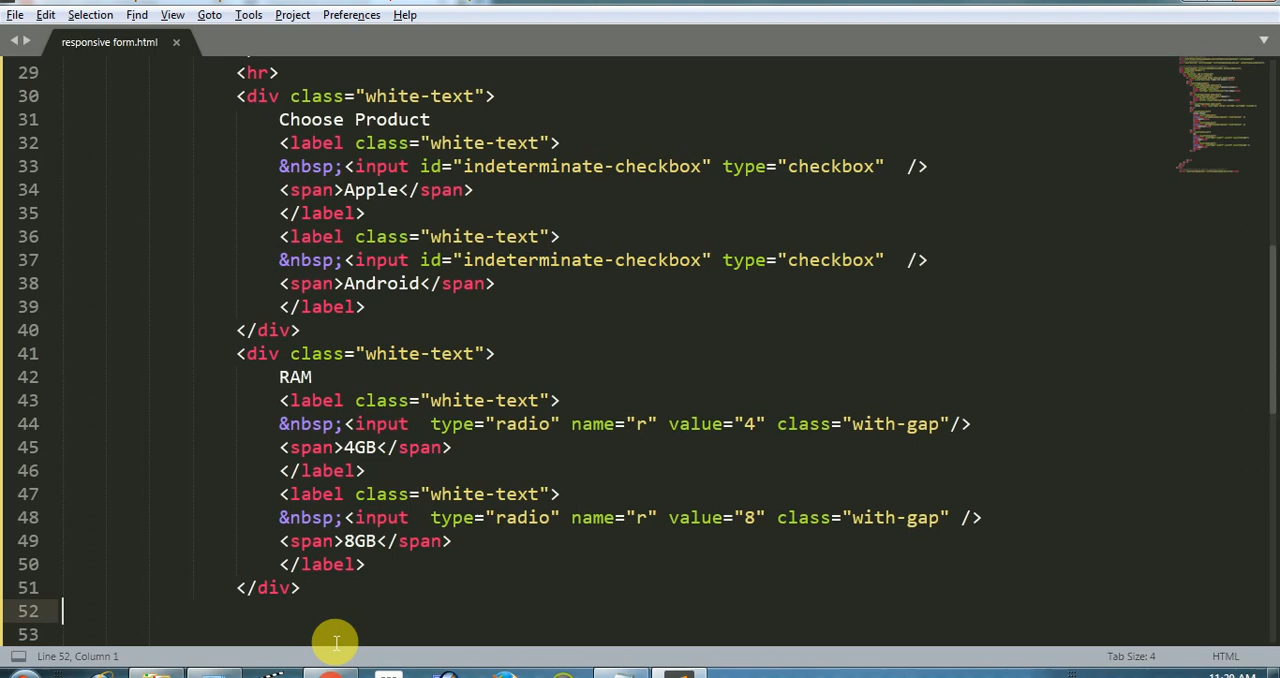 File Edit Selection Find View Goto Tools Project Preferences Help
responsive form.html
29 <hr>
30 <div class="white-text">
31 Choose Product
32 <label class="white-text">
33 &nbsp;<input id="indeterminate-checkbox" type="checkbox"  />
34 <span>Apple</span>
35 </label>
36 <label class="white-text">
37 &nbsp;<input id="indeterminate-checkbox" type="checkbox"  />
38 <span>Android</span>
39 </label>
40 </div>
41 <div class="white-text">
42 RAM
43 <label class="white-text">
44 &nbsp;<input  type="radio" name="r" value="4" class="with-gap"/>
45 <span>4GB</span>
46 </label>
47 <label class="white-text">
48 &nbsp;<input  type="radio" name="r" value="8" class="with-gap" />
49 <span>8GB</span>
50 </label>
51 </div>
52
53
Line 52, Column 1 Tab Size: 4 HTML